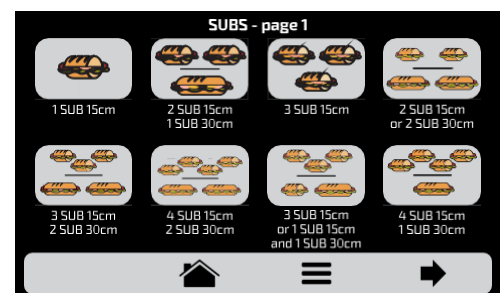 SUBS - page 1
1 SUB 15cm
2 SUB 15cm
1 SUB 30cm
3 SUB 15cm
2 SUB 15cm
or 2 SUB 30cm
3 SUB 15cm
2 SUB 30cm
4 SUB 15cm
2 SUB 30cm
3 SUB 15cm
or 1 SUB 15cm
and 1 SUB 30cm
4 SUB 15cm
1 SUB 30cm